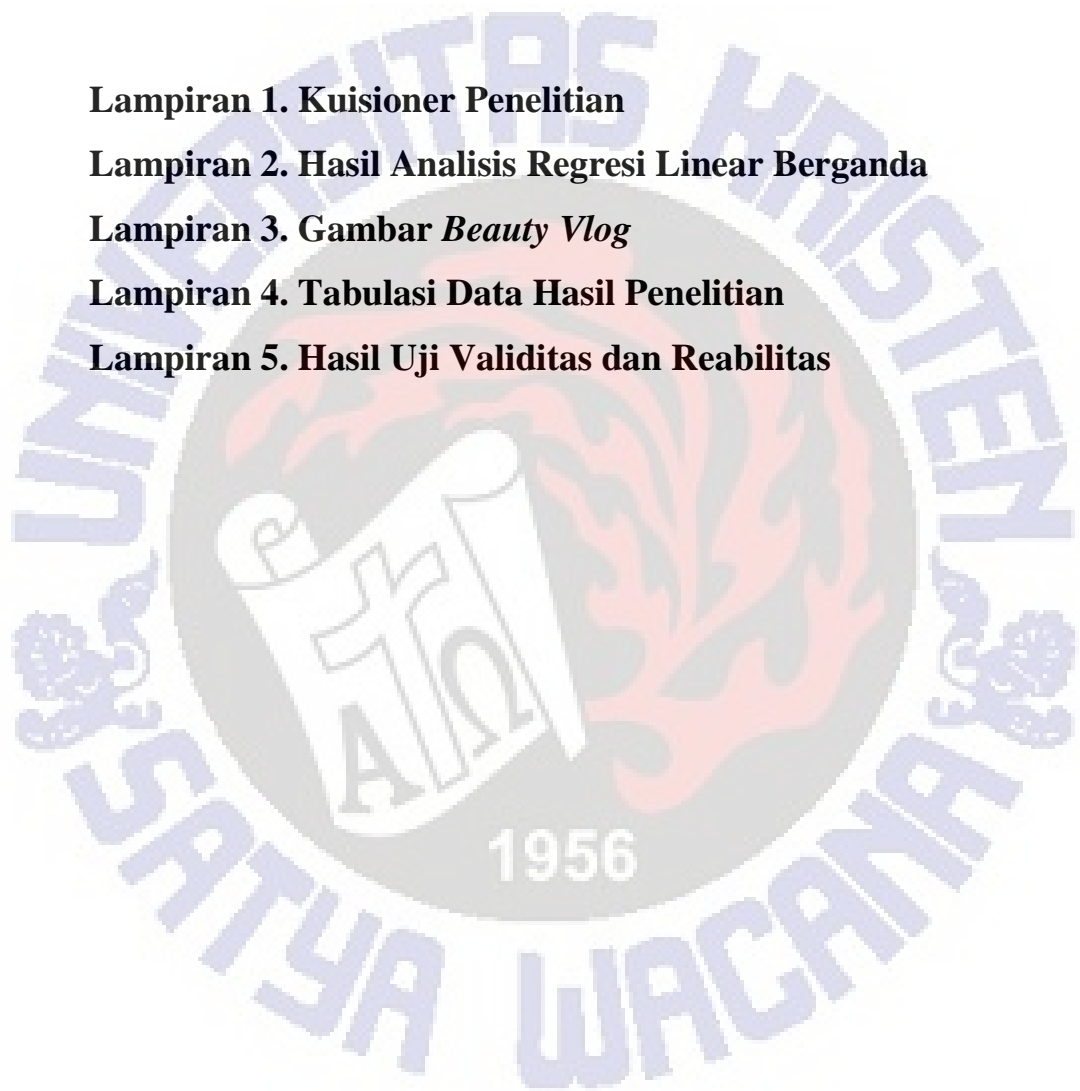 Lampiran 1. Kuisioner Penelitian
Lampiran 2. Hasil Analisis Regresi Linear Berganda
Lampiran 3. Gambar Beauty Vlog
Lampiran 4. Tabulasi Data Hasil Penelitian
Lampiran 5. Hasil Uji Validitas dan Reabilitas
UNIVERSITAS KRISTEN
SATYA WACANA
Α Ω
1956